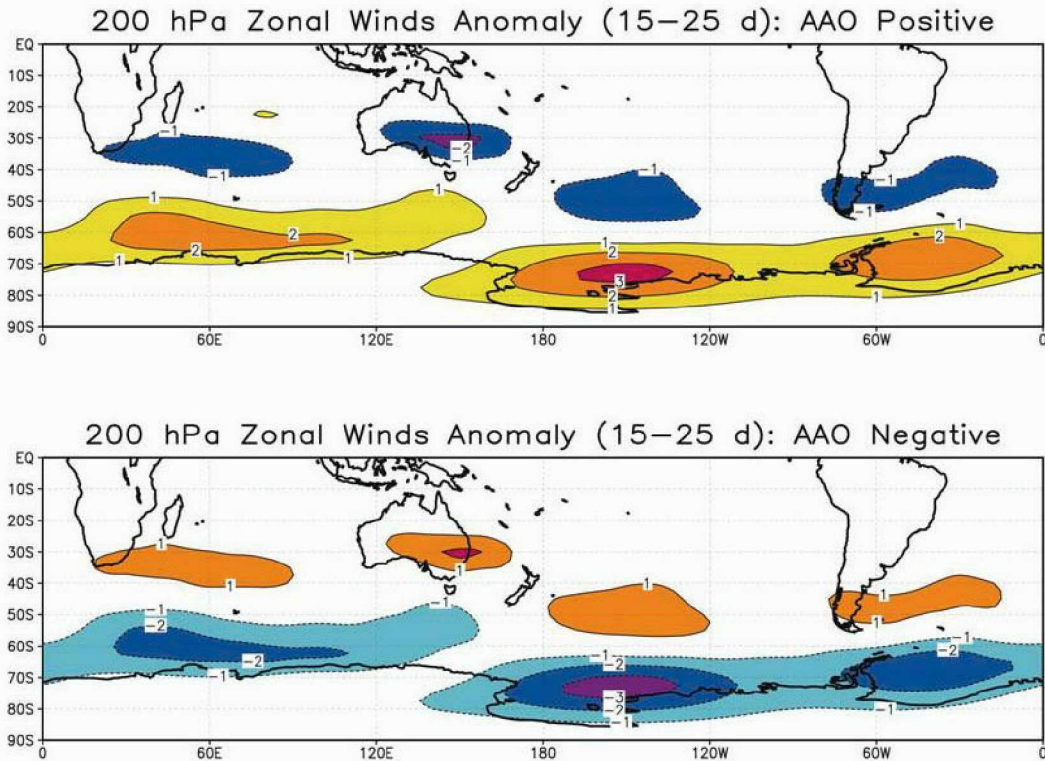 200 hPa Zonal Winds Anomaly (15–25 d): AAO Positive
EQ
10S
20S
30S
40S
50S
60S
70S
80S
90S
-1
-1
-2
-1
-1
-1
-1
1
1
1
2
2
2
1
1
1
2
3
2
1
2
1
0 60E 120E 180 120W 60W 0
200 hPa Zonal Winds Anomaly (15–25 d): AAO Negative
EQ
10S
20S
30S
40S
50S
60S
70S
80S
90S
1
1
1
1
1
1
-1
-1
-1
-2
-2
-1
-1
-2
-2
-3
-2
-1
-1
0 60E 120E 180 120W 60W 0